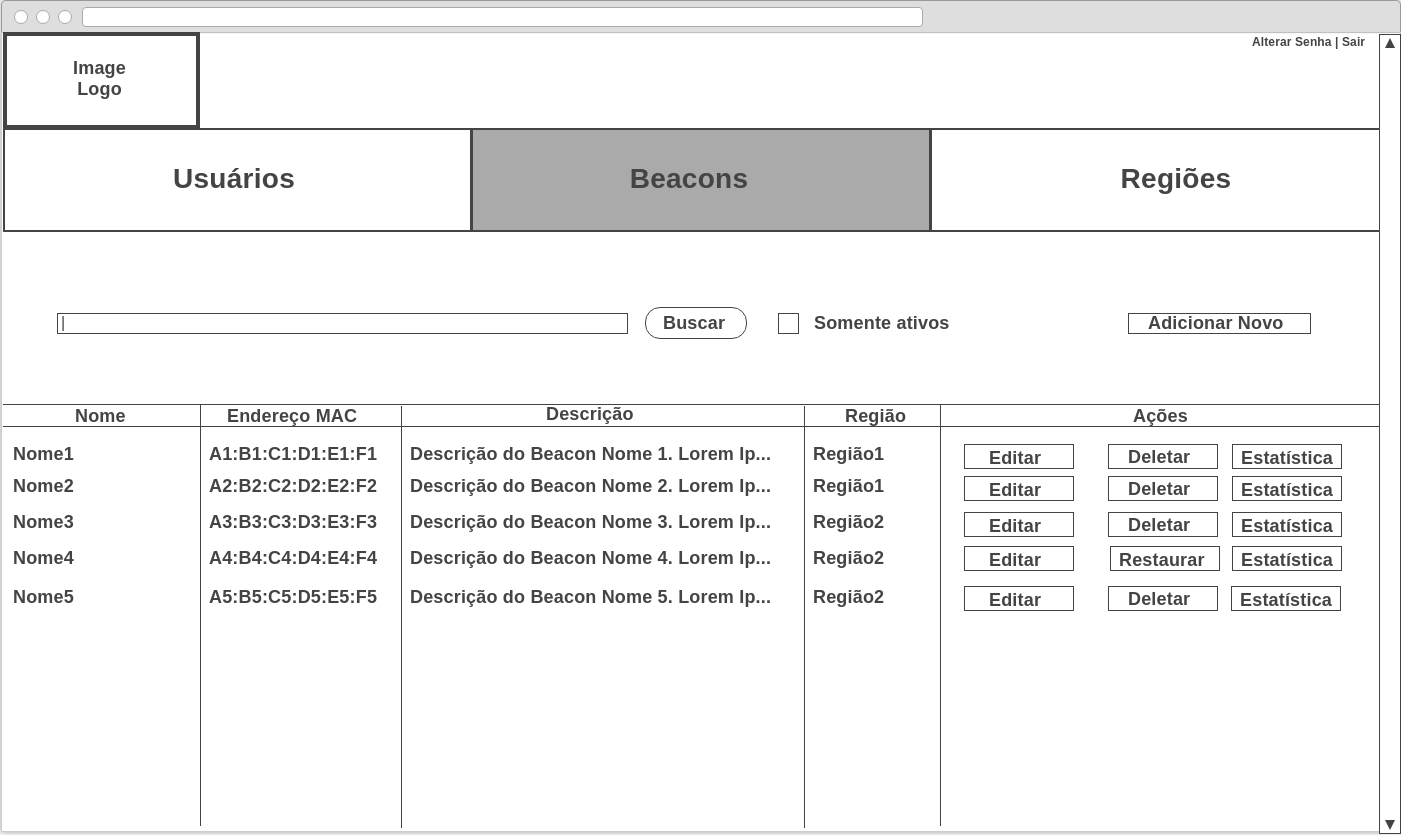 Alterar Senha | Sair
Image
Logo
Usuários Beacons Regiões
Buscar Somente ativos Adicionar Novo
Nome Endereço MAC Descrição Região Ações
Nome1 A1:B1:C1:D1:E1:F1 Descrição do Beacon Nome 1. Lorem Ip... Região1 Editar Deletar Estatística
Nome2 A2:B2:C2:D2:E2:F2 Descrição do Beacon Nome 2. Lorem Ip... Região1 Editar Deletar Estatística
Nome3 A3:B3:C3:D3:E3:F3 Descrição do Beacon Nome 3. Lorem Ip... Região2 Editar Deletar Estatística
Nome4 A4:B4:C4:D4:E4:F4 Descrição do Beacon Nome 4. Lorem Ip... Região2 Editar Restaurar Estatística
Nome5 A5:B5:C5:D5:E5:F5 Descrição do Beacon Nome 5. Lorem Ip... Região2 Editar Deletar Estatística